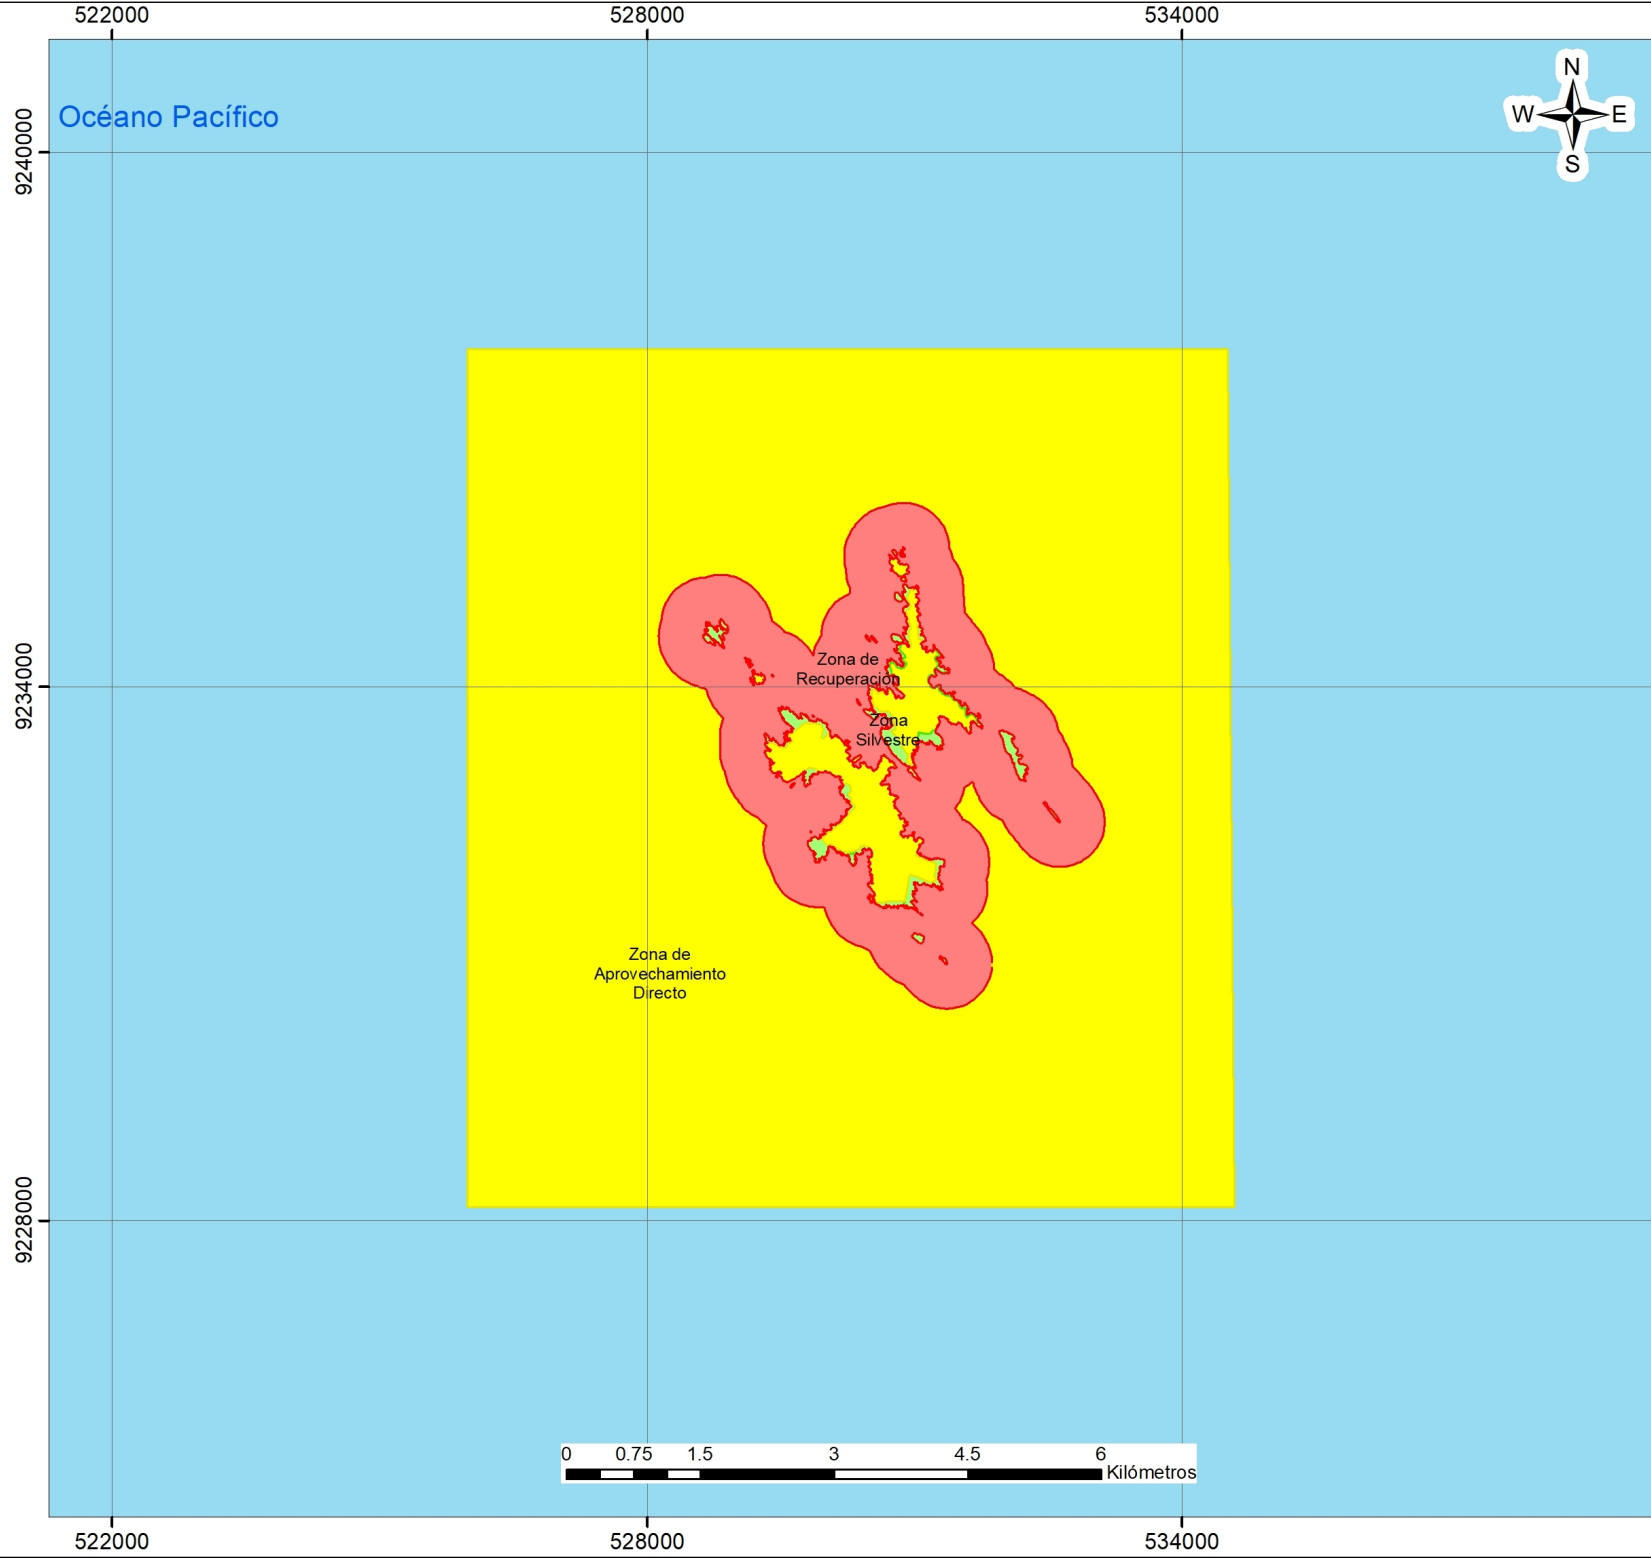 522000
528000
534000
Océano Pacífico
N
W
E
S
9240000
9234000
9228000
Zona de
Recuperación
Zona
Silvestre
Zona de
Aprovechamiento
Directo
0
0.75
1.5
3
4.5
6
Kilómetros
522000
528000
534000